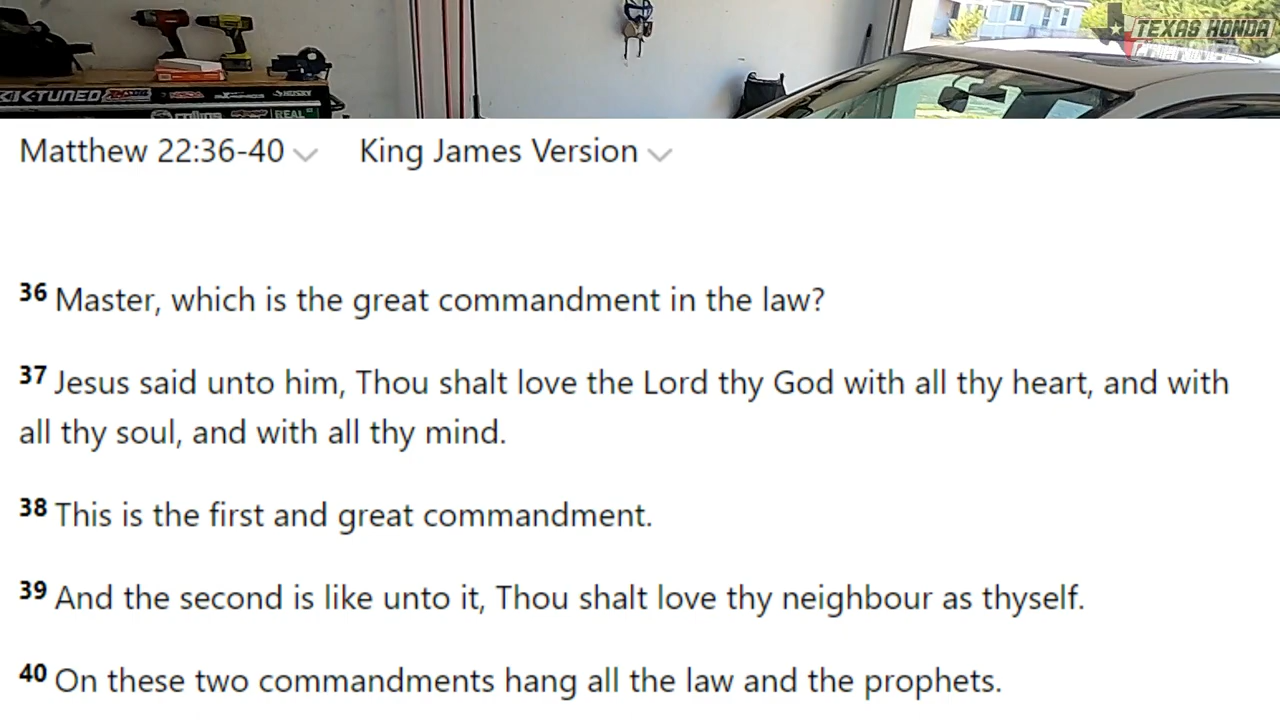 TEXAS HONDA
K-TUNED
HUSKY
REAL
Matthew 22:36-40 King James Version
36 Master, which is the great commandment in the law?
37 Jesus said unto him, Thou shalt love the Lord thy God with all thy heart, and with
all thy soul, and with all thy mind.
38 This is the first and great commandment.
39 And the second is like unto it, Thou shalt love thy neighbour as thyself.
40 On these two commandments hang all the law and the prophets.